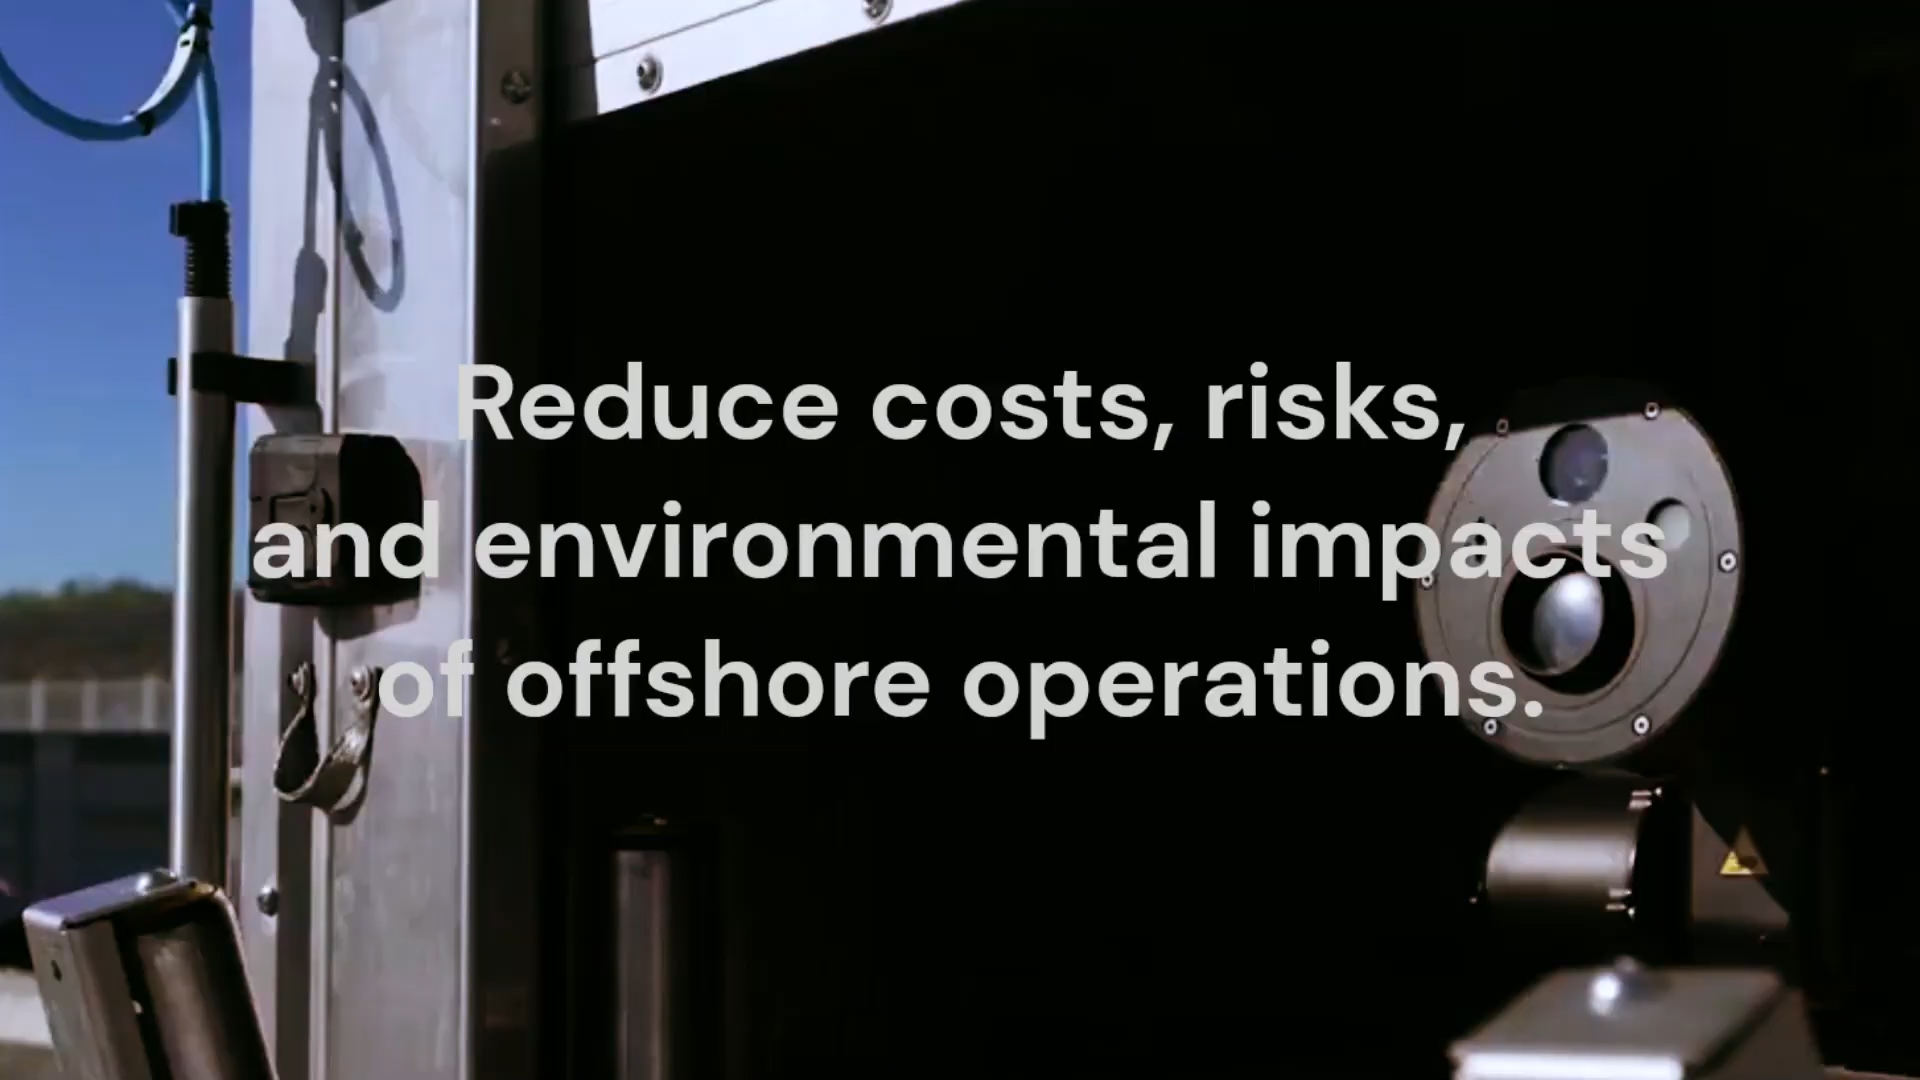 Reduce costs, risks,
and environmental impacts
of offshore operations.